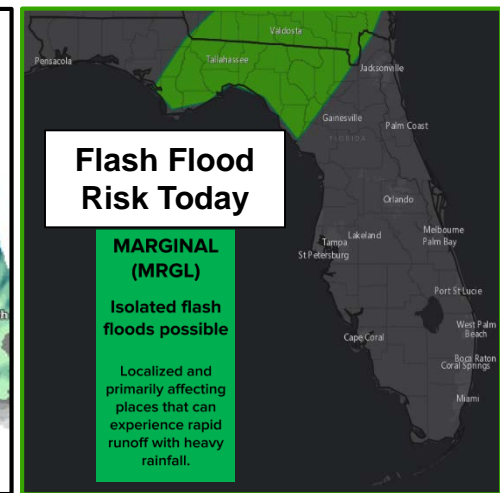 Valdosta
Pensacola
Tallahassee
Jacksonville
Gainesville
Palm Coast
FLORIDA
Flash Flood
Risk Today
Orlando
MARGINAL
(MRGL)
Lakeland
Melbourne
Tampa
Palm Bay
St Petersburg
Isolated flash
floods possible
Port St Lucie
West Palm
Beach
Cape Coral
Boca Raton
Coral Springs
Localized and
primarily affecting
places that can
experience rapid
runoff with heavy
rainfall.
Miami